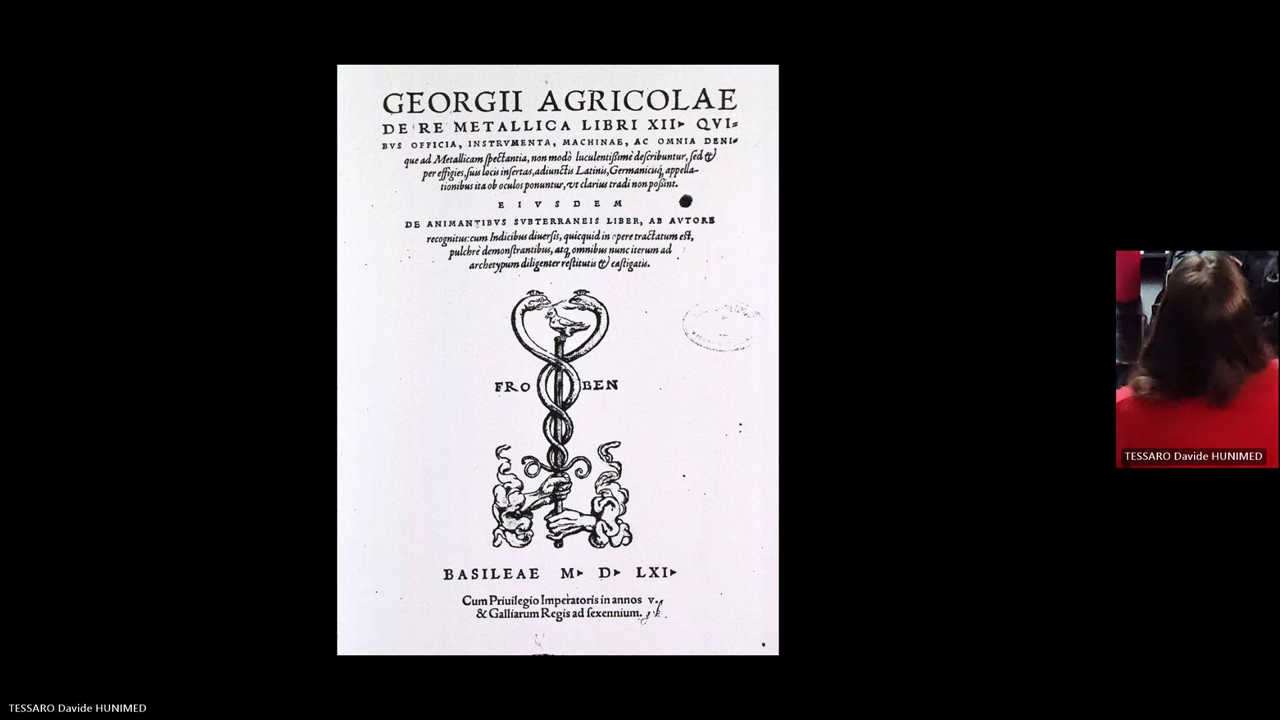 GEORGII AGRICOLAE
DE RE METALLICA LIBRI XII▸ QVI=
BVS OFFICIA, INSTRVMENTA, MACHINAE, AC OMNIA DENI=
que ad Metallicam ſpectantia, non modò luculentißimè deſcribuntur, ſed &
per effigies, ſuis locis inſertas, adiunctis Latinis, Germanicisq; appella-
tionibus ita ob oculos ponuntur, vt clarius tradi non poßint.
EIVSDEM
DE ANIMANTIBVS SVBTERRANEIS LIBER, AB AVTORE
recognitus: cum Indicibus diuerſis, quicquid in opere tractatum eſt,
pulchrè demonſtrantibus, atq; omnibus nunc iterum ad
archetypum diligenter reſtitutis & caſtigatis.
FRO BEN
BASILEAE M▸ D▸ LXI▸
Cum Priuilegio Imperatoris in annos v.
& Galliarum Regis ad ſexennium.
TESSARO Davide HUNIMED
TESSARO Davide HUNIMED